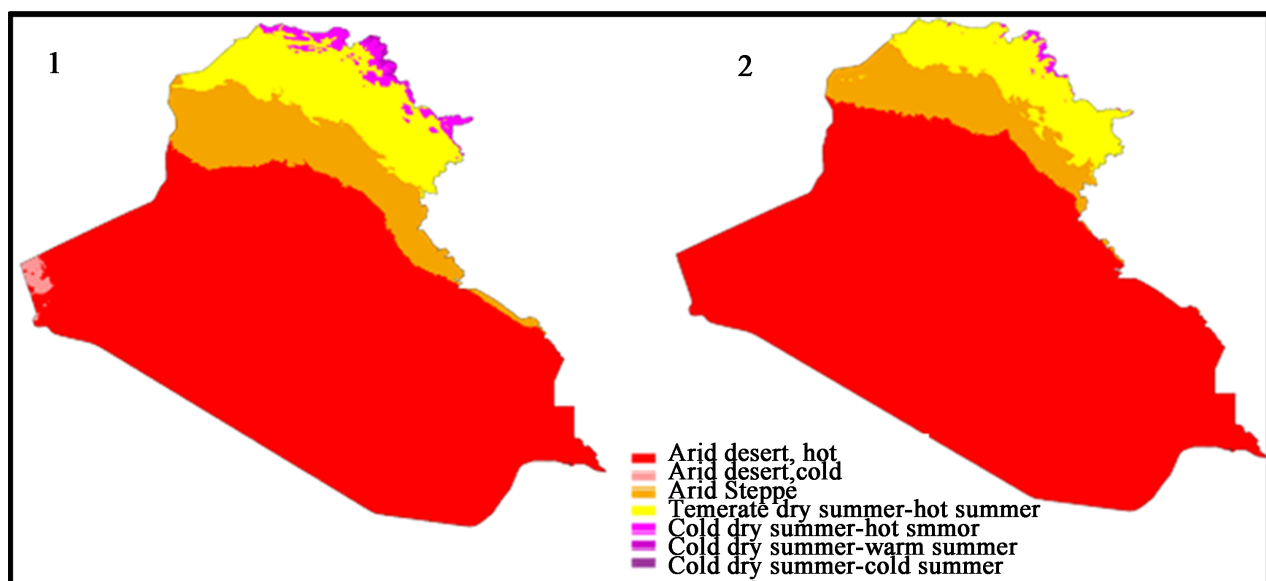 1
2
Arid desert, hot
Arid desert,cold
Arid Steppe
Temerate dry summer-hot summer
Cold dry summer-hot smmor
Cold dry summer-warm summer
Cold dry summer-cold summer